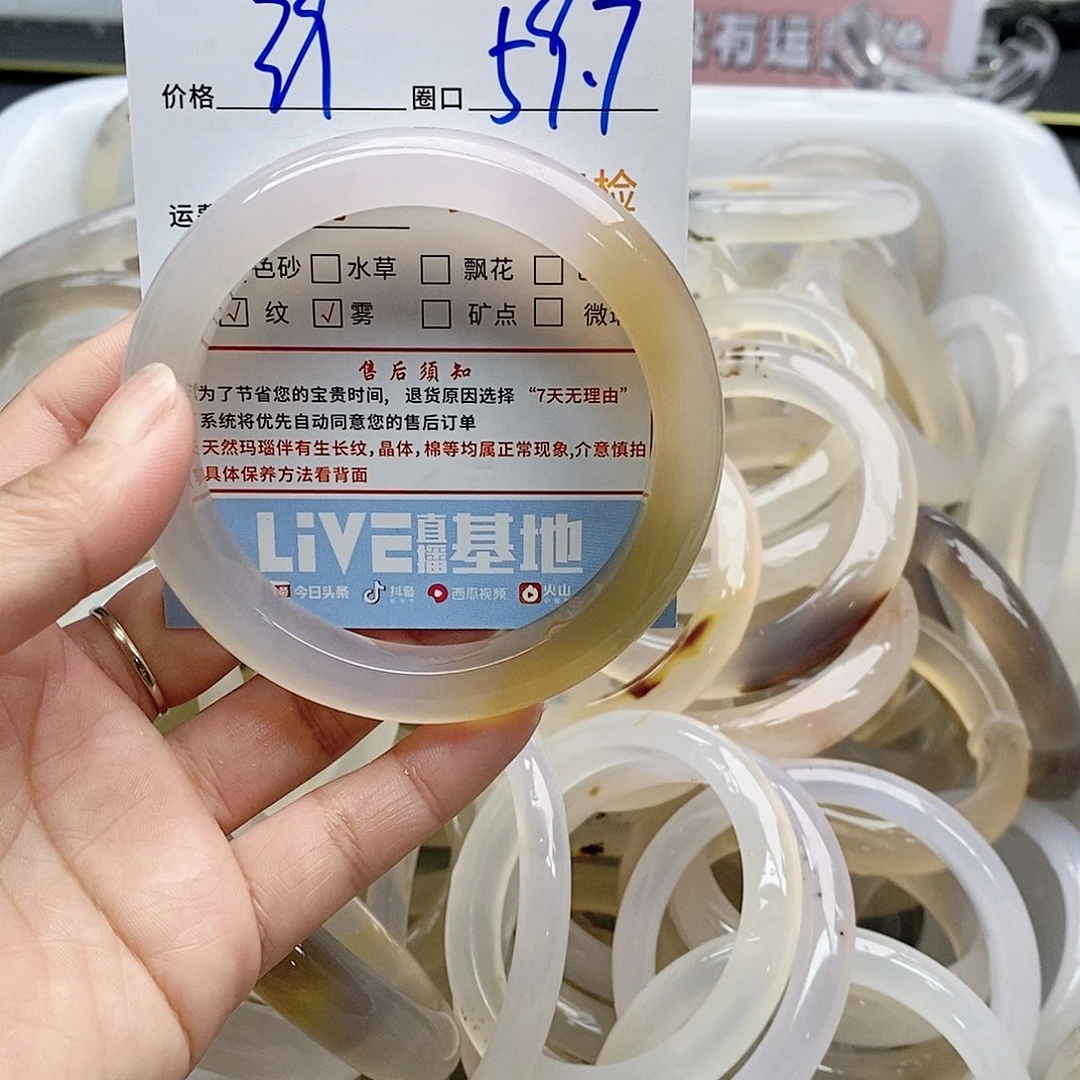 价格 39 圈口 59.7
检
运费
色砂 □ 水草 □ 飘花 □
☑ 纹 ☑ 雾 □ 矿点 □ 微
售后须知
为了节省您的宝贵时间, 退货原因选择 “7天无理由”
系统将优先自动同意您的售后订单
天然玛瑙伴有生长纹,晶体,棉等均属正常现象,介意慎拍
具体保养方法看背面
LiVE直播基地
今日头条 抖音 西瓜视频 火山
有运